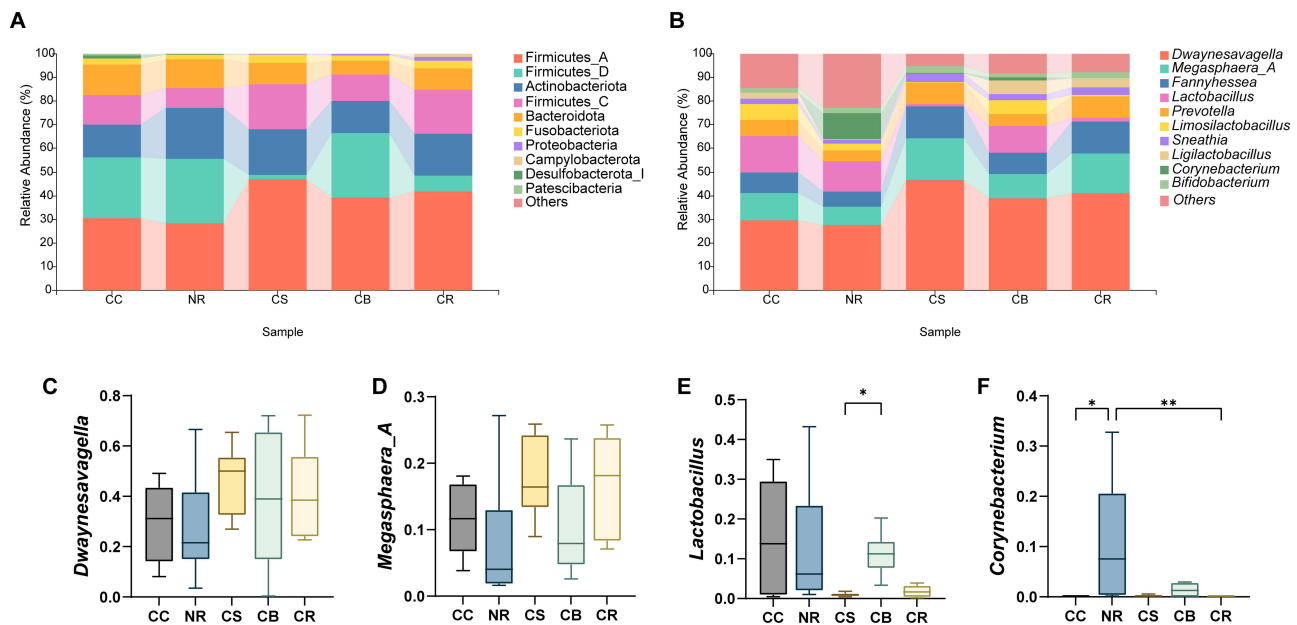 A
Relative Abundance (%)
100
90
80
70
60
50
40
30
20
10
0
CC NR CS CB CR
Sample
Firmicutes_A
Firmicutes_D
Actinobacteriota
Firmicutes_C
Bacteroidota
Fusobacteriota
Proteobacteria
Campylobacterota
Desulfobacterota_I
Patescibacteria
Others
B
Relative Abundance (%)
100
90
80
70
60
50
40
30
20
10
0
CC NR CS CB CR
Sample
Dwaynesavagella
Megasphaera_A
Fannyhessea
Lactobacillus
Prevotella
Limosilactobacillus
Sneathia
Ligilactobacillus
Corynebacterium
Bifidobacterium
Others
C
Dwaynesavagella
0.8
0.6
0.4
0.2
0.0
CC NR CS CB CR
D
Megasphaera_A
0.3
0.2
0.1
0.0
CC NR CS CB CR
E
Lactobacillus
0.5
0.4
0.3
0.2
0.1
0.0
*
CC NR CS CB CR
F
Corynebacterium
0.4
0.3
0.2
0.1
0.0
* **
CC NR CS CB CR